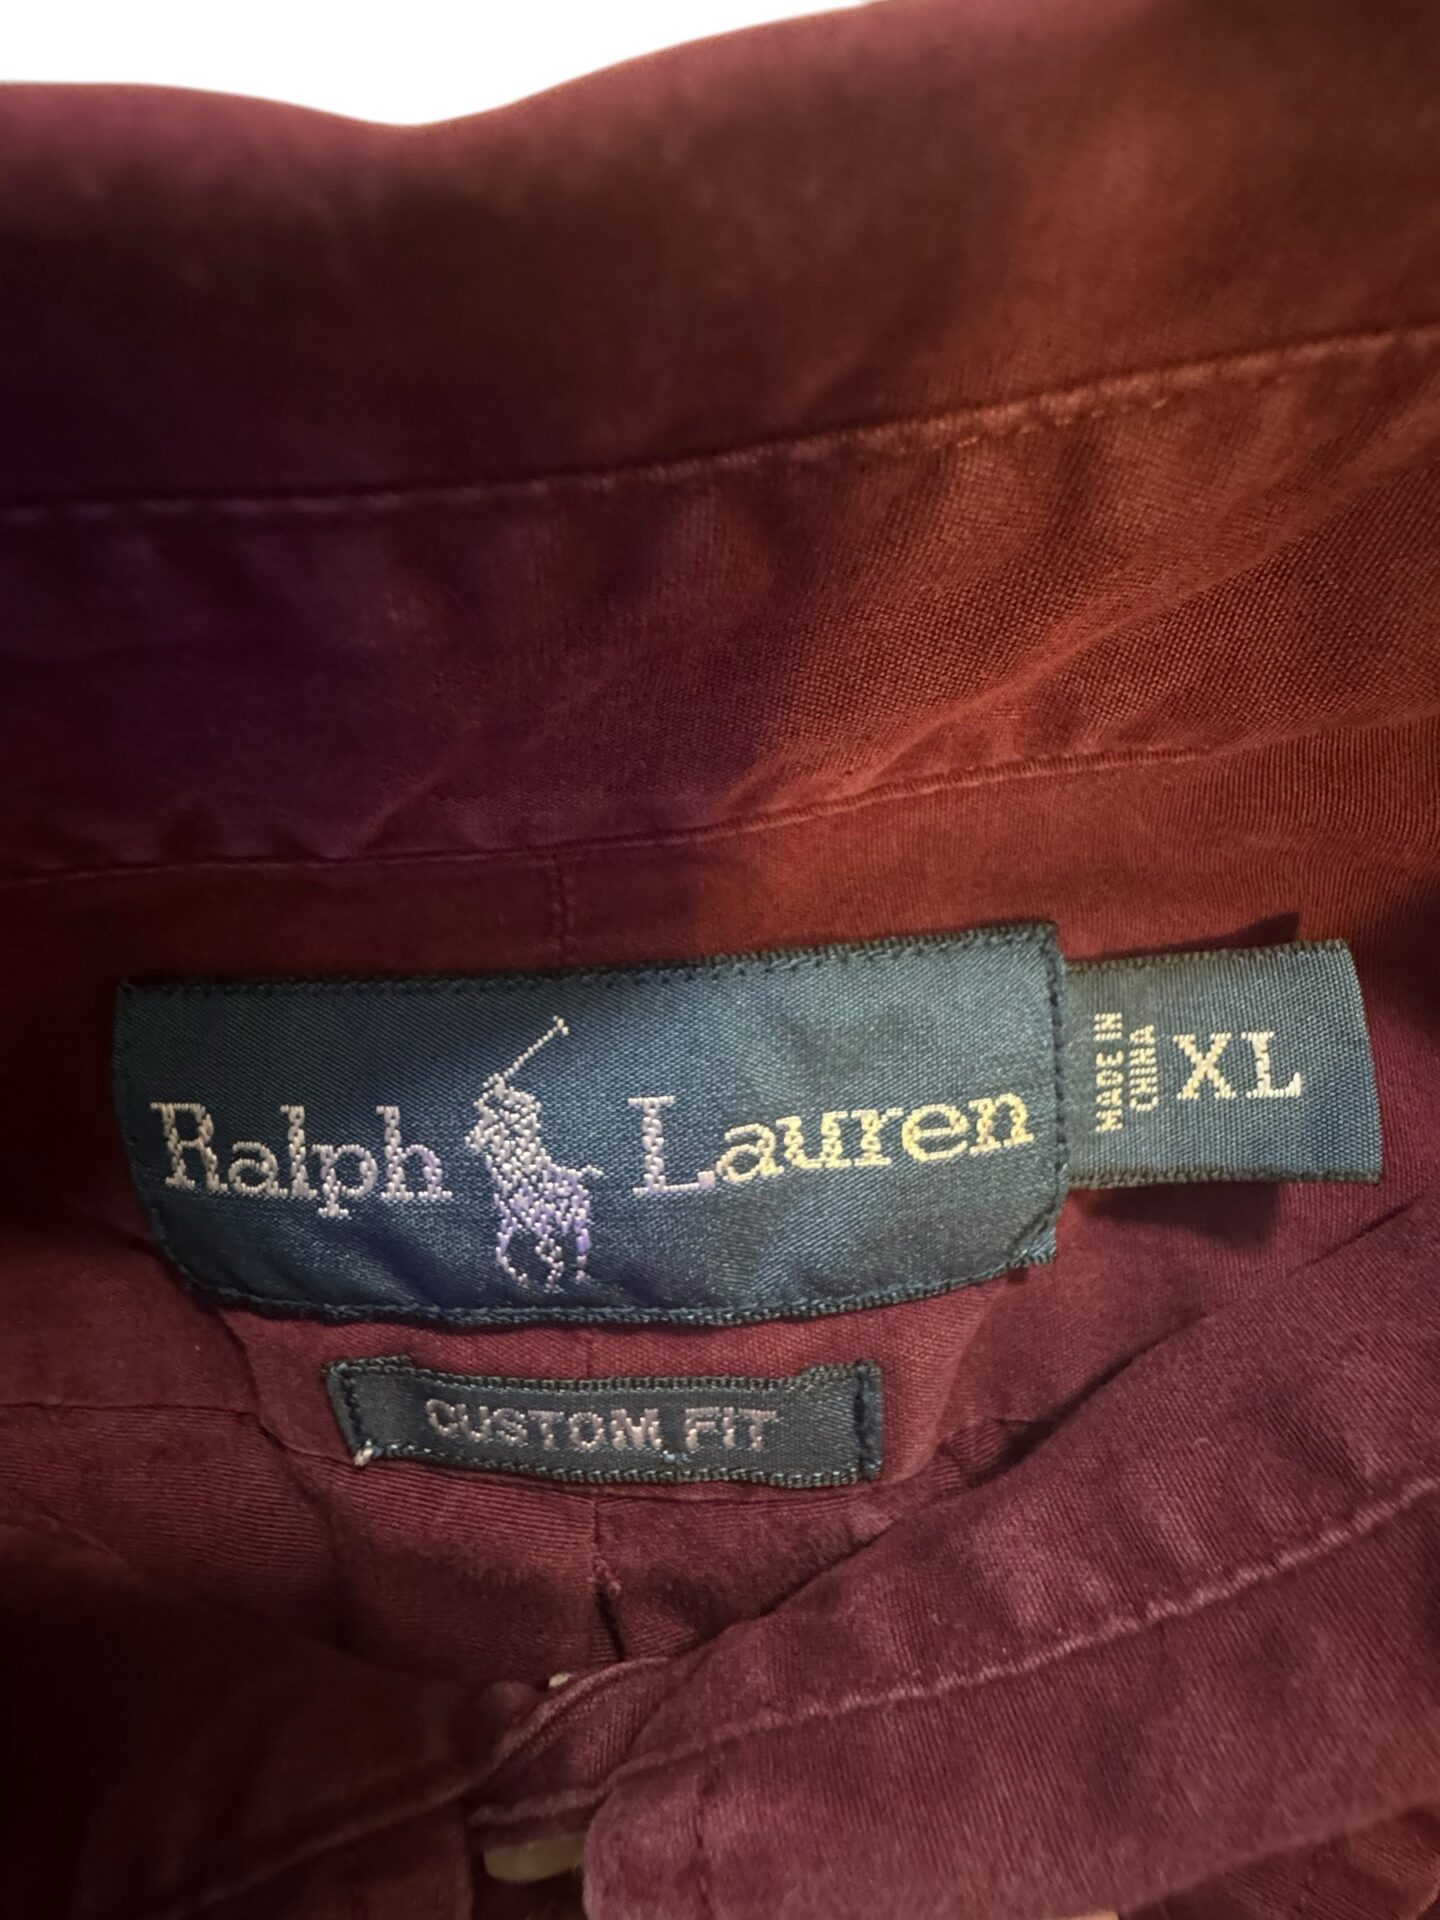 Ralph Lauren
MADE IN
CHINA
XL
CUSTOM FIT